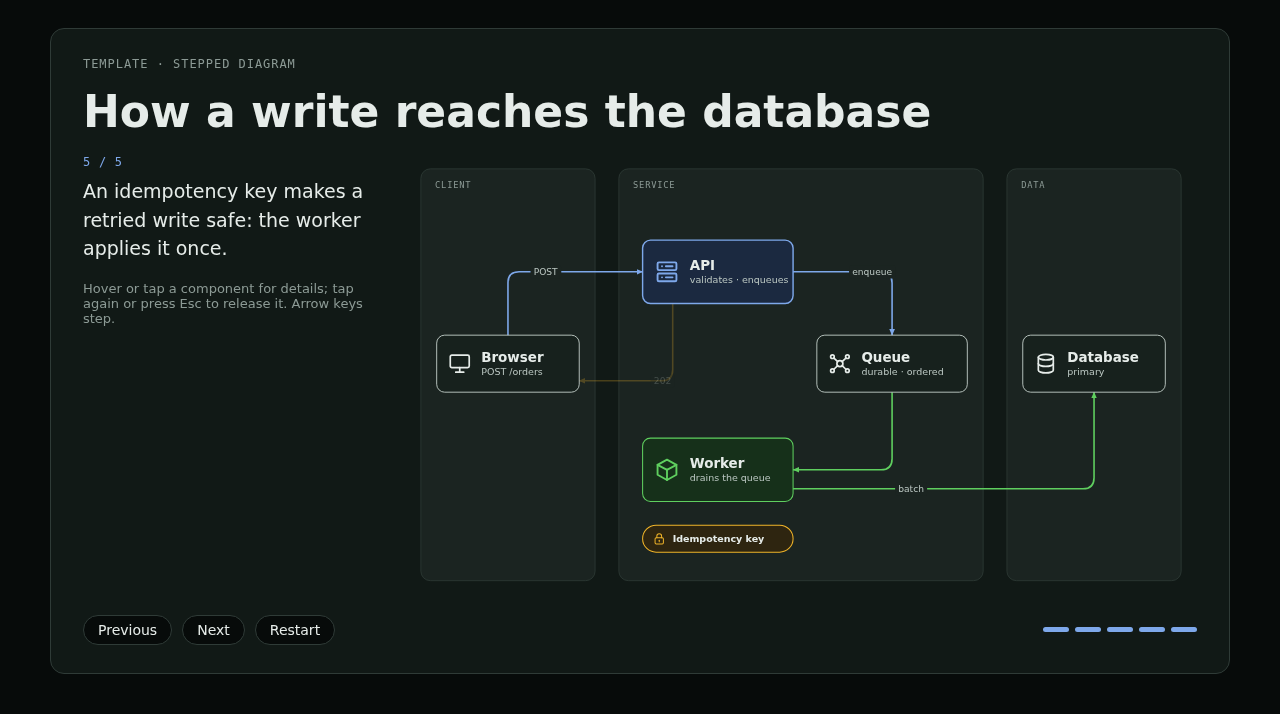 TEMPLATE · STEPPED DIAGRAM
How a write reaches the database
5 / 5
An idempotency key makes a
retried write safe: the worker
applies it once.
Hover or tap a component for details; tap
again or press Esc to release it. Arrow keys
step.
CLIENT
SERVICE
DATA
POST
API
validates · enqueues
enqueue
Browser
POST /orders
202
Queue
durable · ordered
Database
primary
Worker
drains the queue
batch
Idempotency key
Previous
Next
Restart